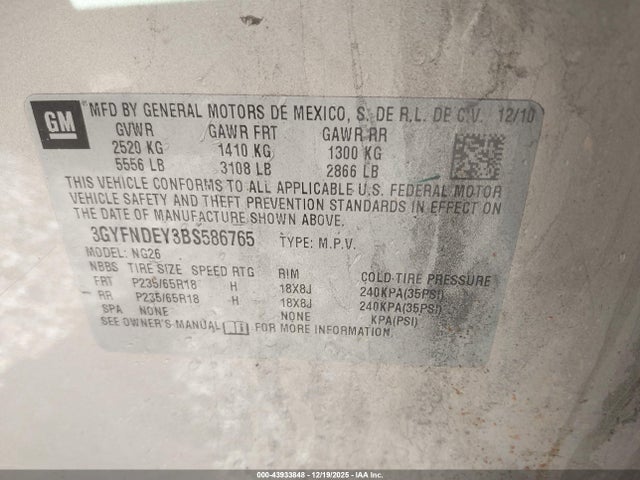 GM
MFD BY GENERAL MOTORS DE MEXICO, S. DE R.L. DE C.V. 12/10
GVWR GAWR FRT GAWR RR
2520 KG 1410 KG 1300 KG
5556 LB 3108 LB 2866 LB
THIS VEHICLE CONFORMS TO ALL APPLICABLE U.S. FEDERAL MOTOR
VEHICLE SAFETY AND THEFT PREVENTION STANDARDS IN EFFECT ON
THE DATE OF MANUFACTURE SHOWN ABOVE.
3GYFNDEY3BS586765 TYPE: M.P.V.
MODEL: NG26
NBBS TIRE SIZE SPEED RTG RIM COLD TIRE PRESSURE
FRT P235/65R18 H 18X8J 240KPA(35PSI)
RR P235/65R18 H 18X8J 240KPA(35PSI)
SPA NONE NONE KPA(PSI)
SEE OWNER'S MANUAL FOR MORE INFORMATION.
000-43933848 - 12/19/2025 - IAA Inc.